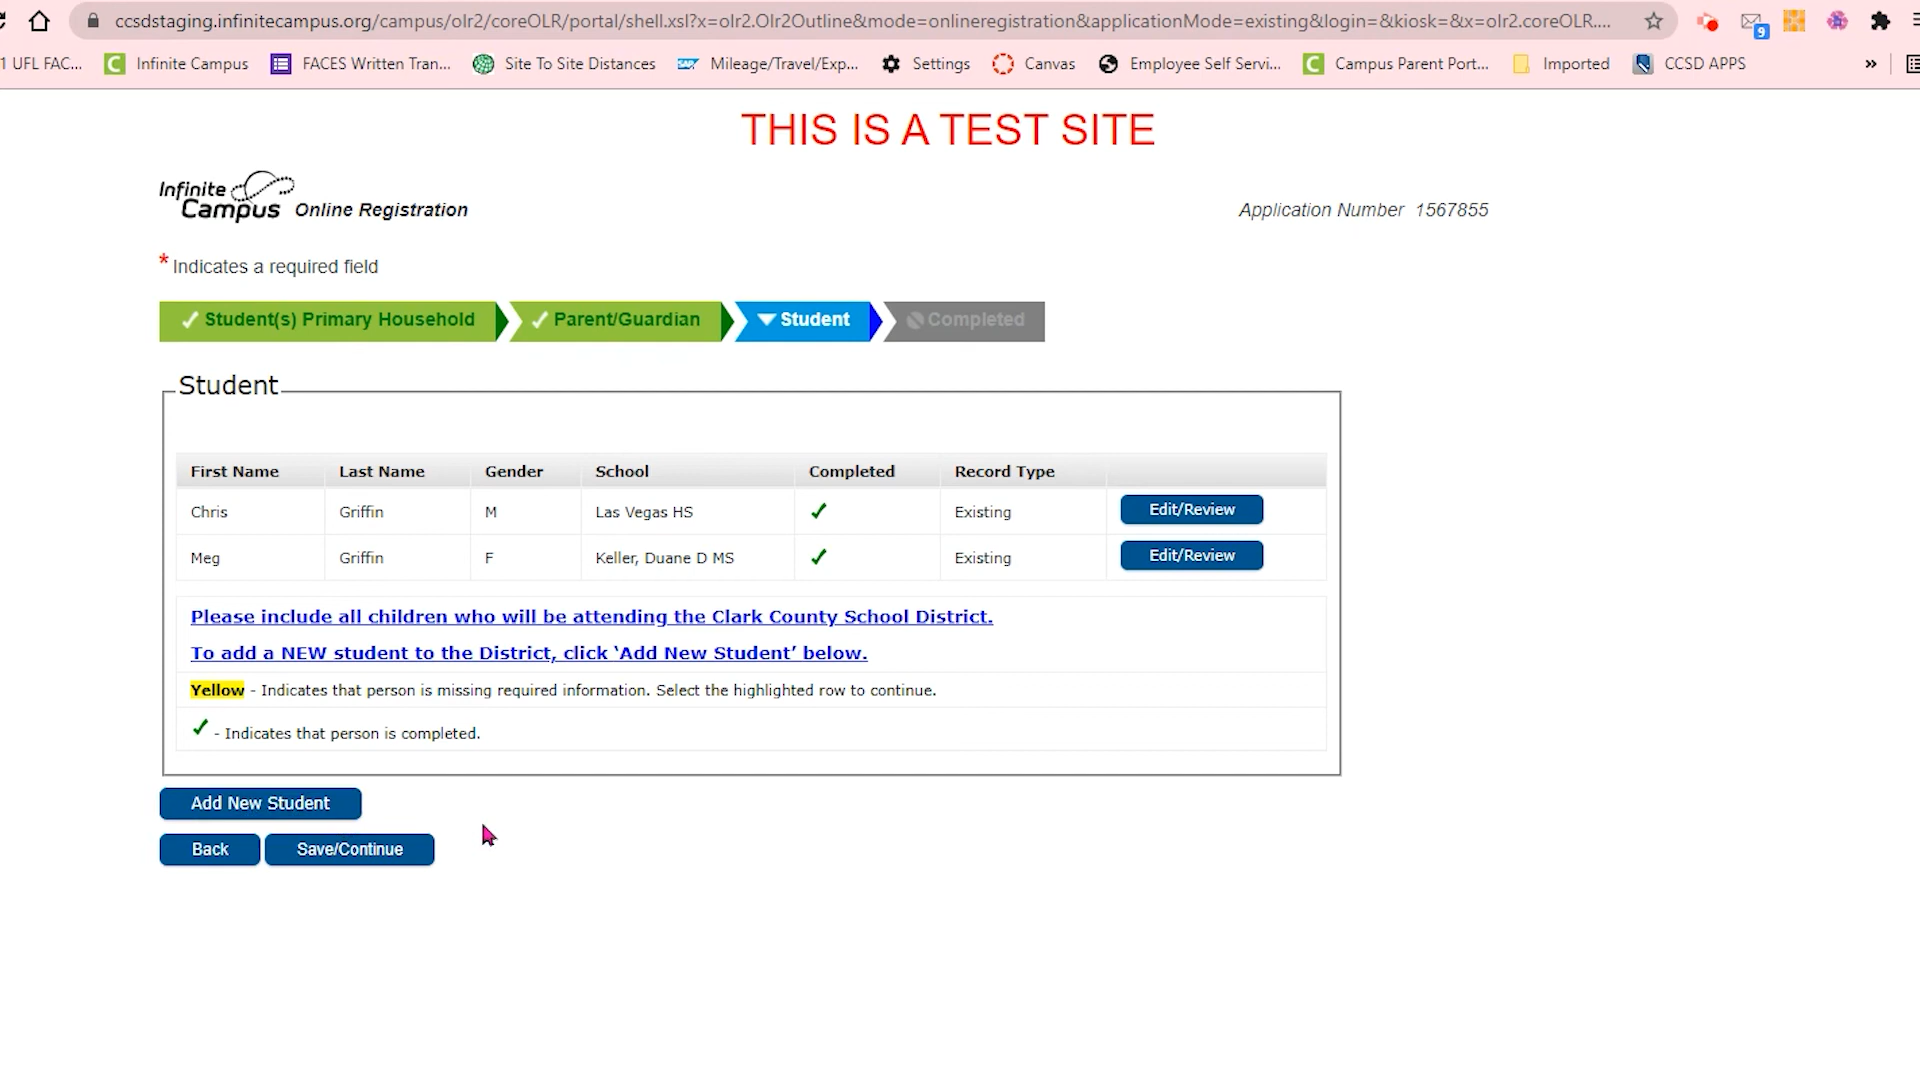 ccsdstaging.infinitecampus.org/campus/olr2/coreOLR/portal/shell.xsl?x=olr2.Olr2Outline&mode=onlineregistration&applicationMode=existing&login=&kiosk=&x=olr2.coreOLR....
9
1 UFL FAC... Infinite Campus FACES Written Tran... Site To Site Distances Mileage/Travel/Exp... Settings Canvas Employee Self Servi... Campus Parent Port... Imported CCSD APPS »
THIS IS A TEST SITE
Infinite Campus Online Registration
Application Number 1567855
* Indicates a required field
Student(s) Primary Household Parent/Guardian Student Completed
Student
First Name Last Name Gender School Completed Record Type
Chris Griffin M Las Vegas HS ✓ Existing Edit/Review
Meg Griffin F Keller, Duane D MS ✓ Existing Edit/Review
Please include all children who will be attending the Clark County School District.
To add a NEW student to the District, click ‘Add New Student’ below.
Yellow - Indicates that person is missing required information. Select the highlighted row to continue.
✓ - Indicates that person is completed.
Add New Student
Back Save/Continue